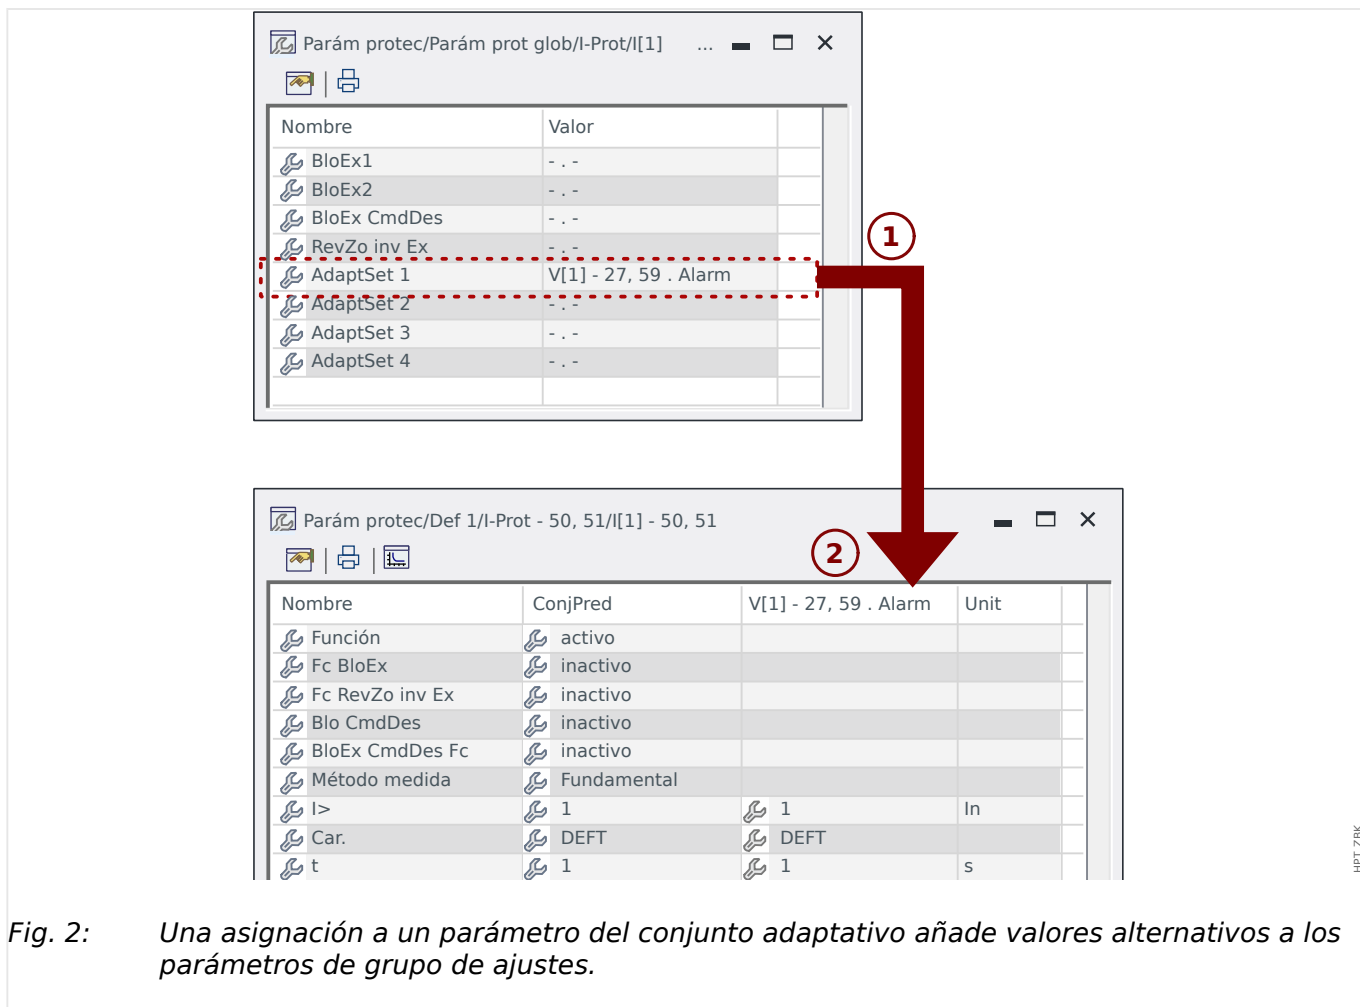 Parám protec/Parám prot glob/I-Prot/I[1] ...
Nombre Valor
BloEx1 - . -
BloEx2 - . -
BloEx CmdDes - . -
RevZo inv Ex - . -
AdaptSet 1 V[1] - 27, 59 . Alarm
AdaptSet 2 - . -
AdaptSet 3 - . -
AdaptSet 4 - . -
1
Parám protec/Def 1/I-Prot - 50, 51/I[1] - 50, 51
2
Nombre ConjPred V[1] - 27, 59 . Alarm Unit
Función activo
Fc BloEx inactivo
Fc RevZo inv Ex inactivo
Blo CmdDes inactivo
BloEx CmdDes Fc inactivo
Método medida Fundamental
I> 1 1 In
Car. DEFT DEFT
t 1 1 s
HPT ZBK
Fig. 2: Una asignación a un parámetro del conjunto adaptativo añade valores alternativos a los
parámetros de grupo de ajustes.